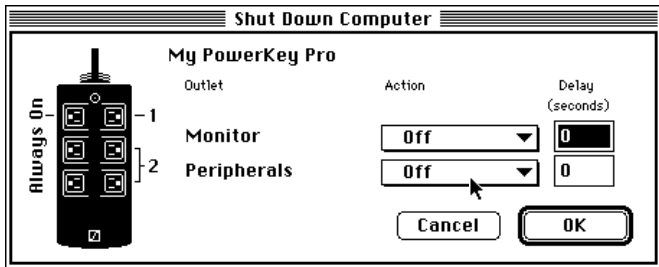 Shut Down Computer
My PowerKey Pro
Outlet Action Delay
(seconds)
Always On
1
2
Monitor Off 0
Peripherals Off 0
Cancel OK